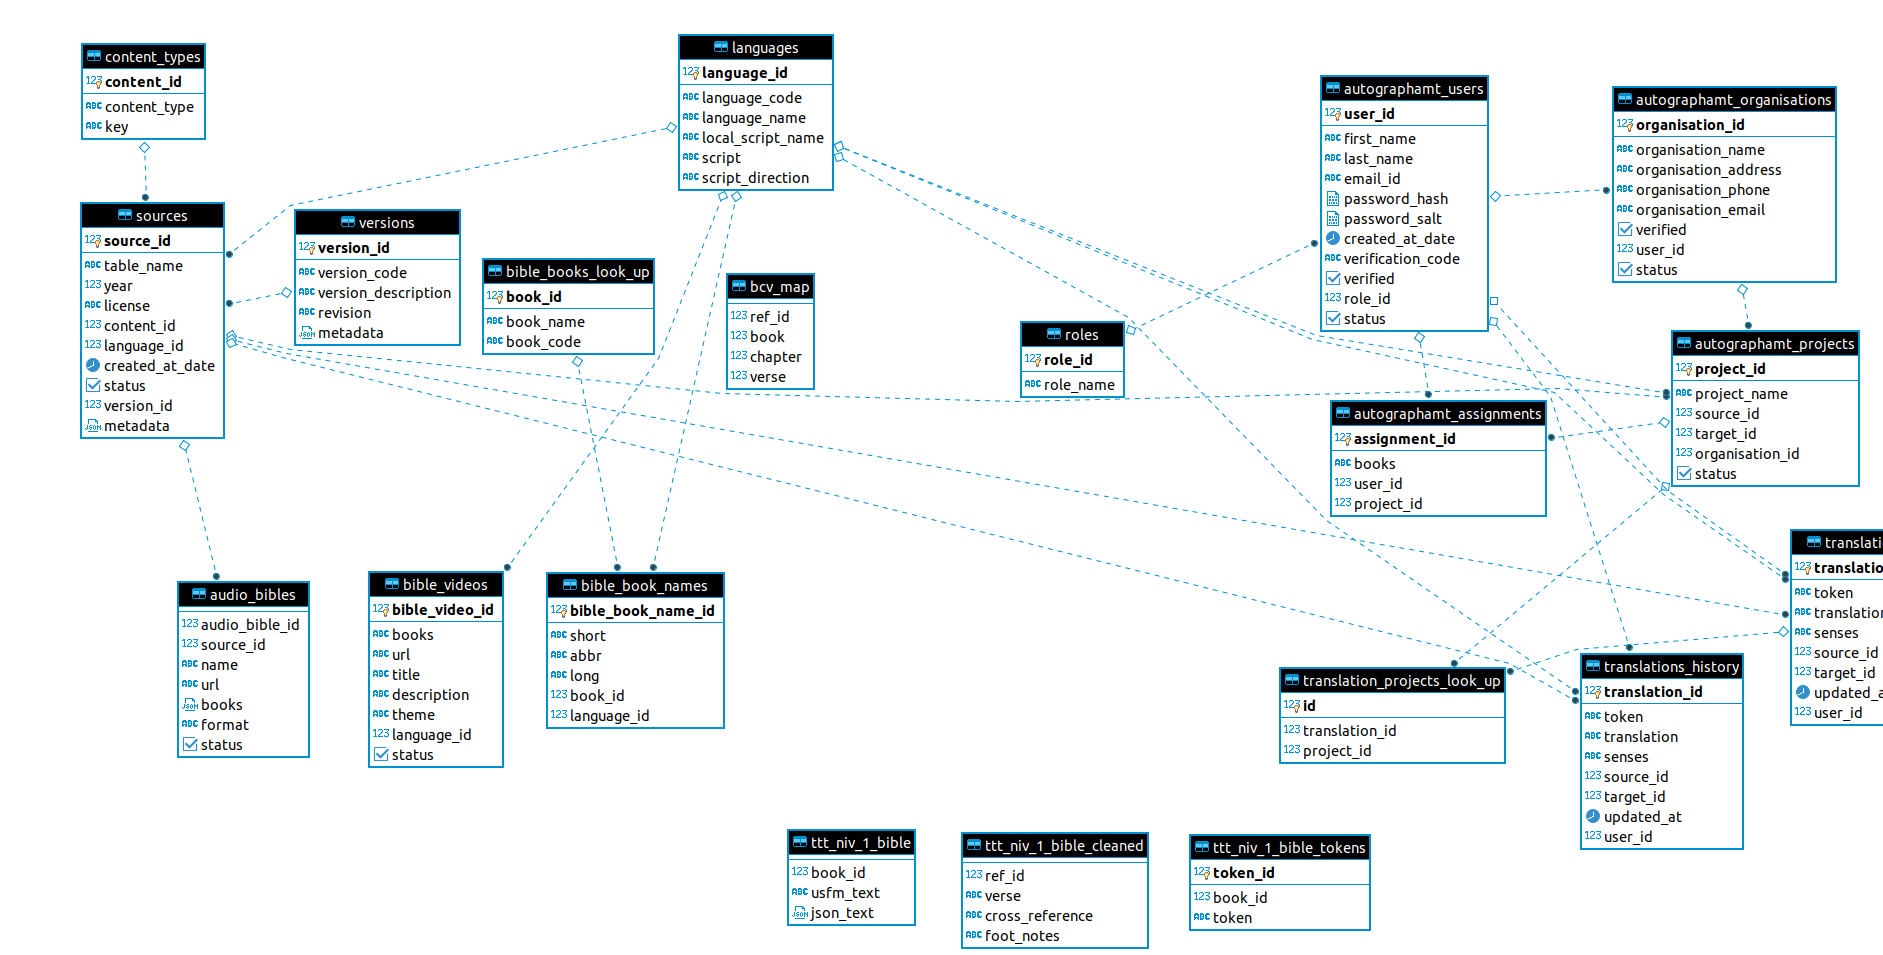 content_types
content_id
content_type
key
languages
language_id
language_code
language_name
local_script_name
script
script_direction
autographamt_users
user_id
first_name
last_name
email_id
password_hash
password_salt
created_at_date
verification_code
verified
role_id
status
autographamt_organisations
organisation_id
organisation_name
organisation_address
organisation_phone
organisation_email
verified
user_id
status
sources
source_id
table_name
year
license
content_id
language_id
created_at_date
status
version_id
metadata
versions
version_id
version_code
version_description
revision
metadata
bible_books_look_up
book_id
book_name
book_code
bcv_map
ref_id
book
chapter
verse
roles
role_id
role_name
autographamt_projects
project_id
project_name
source_id
target_id
organisation_id
status
autographamt_assignments
assignment_id
books
user_id
project_id
audio_bibles
audio_bible_id
source_id
name
url
books
format
status
bible_videos
bible_video_id
books
url
title
description
theme
language_id
status
bible_book_names
bible_book_name_id
short
abbr
long
book_id
language_id
translation_projects_look_up
id
translation_id
project_id
translations_history
translation_id
token
translation
senses
source_id
target_id
updated_at
user_id
translati
translatio
token
translation
senses
source_id
target_id
updated_a
user_id
ttt_niv_1_bible
book_id
usfm_text
json_text
ttt_niv_1_bible_cleaned
ref_id
verse
cross_reference
foot_notes
ttt_niv_1_bible_tokens
token_id
book_id
token